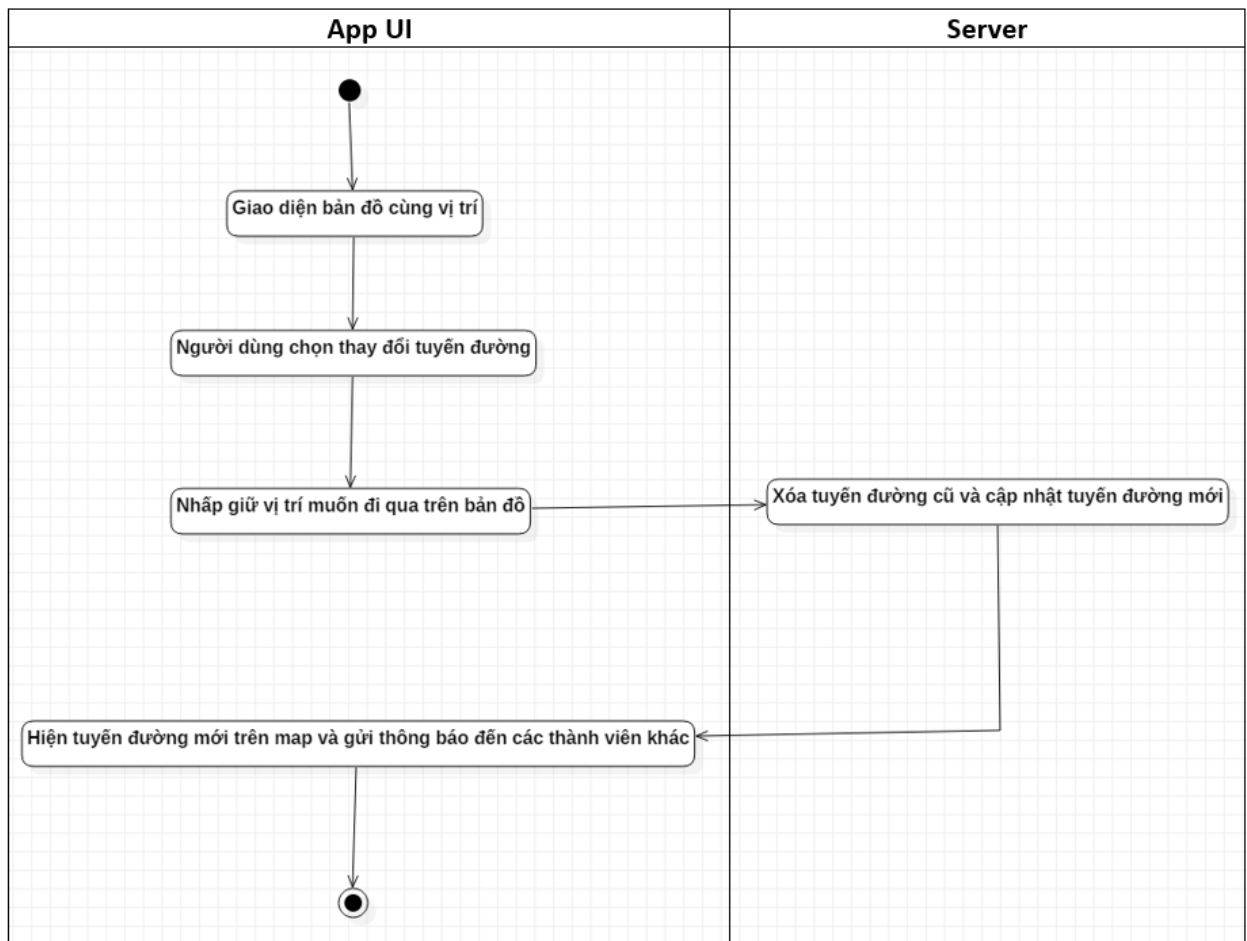 App UI
Server
Giao diện bản đồ cùng vị trí
Người dùng chọn thay đổi tuyến đường
Nhấp giữ vị trí muốn đi qua trên bản đồ
Xóa tuyến đường cũ và cập nhật tuyến đường mới
Hiện tuyến đường mới trên map và gửi thông báo đến các thành viên khác